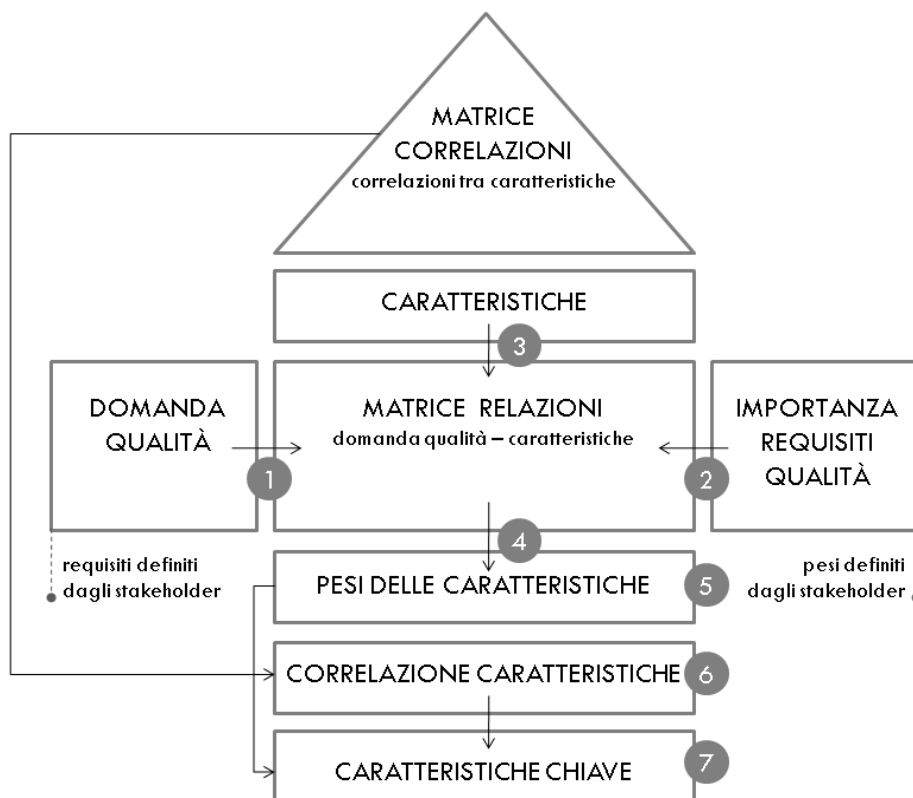 MATRICE
CORRELAZIONI
correlazioni tra caratteristiche
CARATTERISTICHE
3
DOMANDA
QUALITÀ
1
MATRICE RELAZIONI
domanda qualità – caratteristiche
IMPORTANZA
REQUISITI
QUALITÀ
2
4
requisiti definiti
dagli stakeholder
PESI DELLE CARATTERISTICHE
5
pesi definiti
dagli stakeholder
CORRELAZIONE CARATTERISTICHE
6
CARATTERISTICHE CHIAVE
7